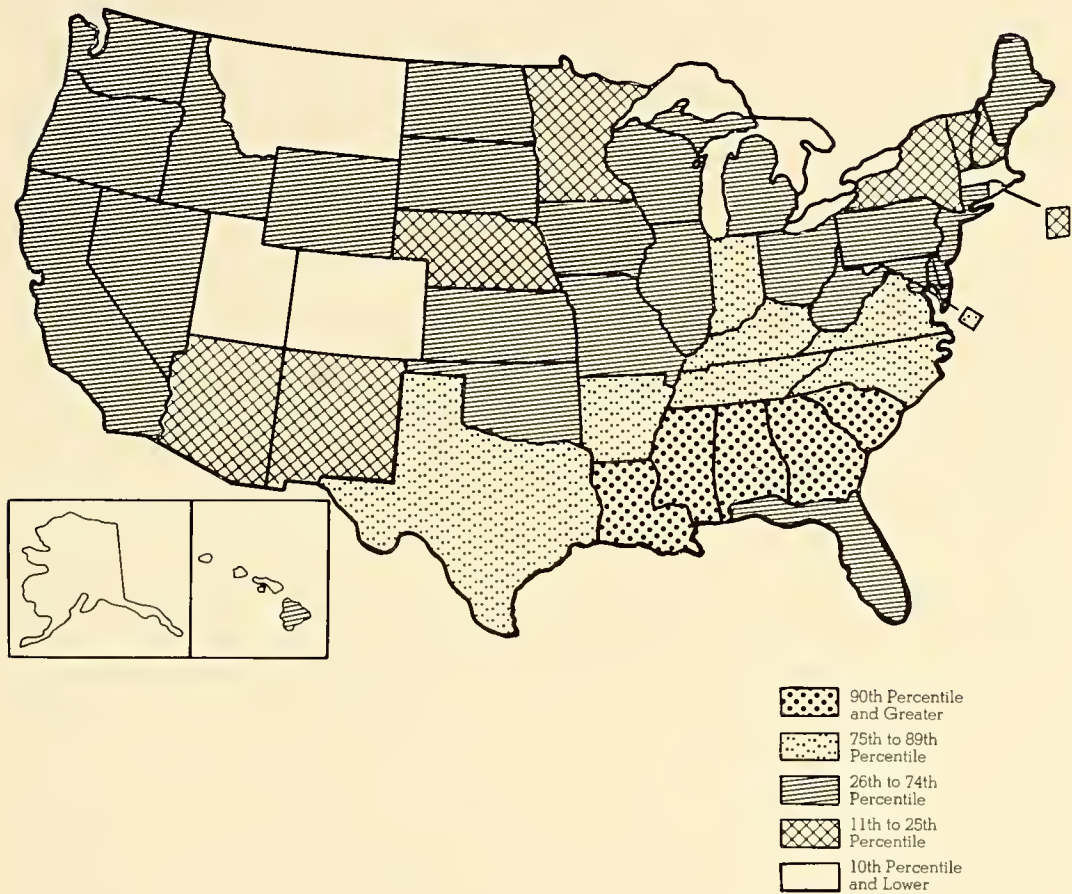 90th Percentile
and Greater
75th to 89th
Percentile
26th to 74th
Percentile
11th to 25th
Percentile
10th Percentile
and Lower